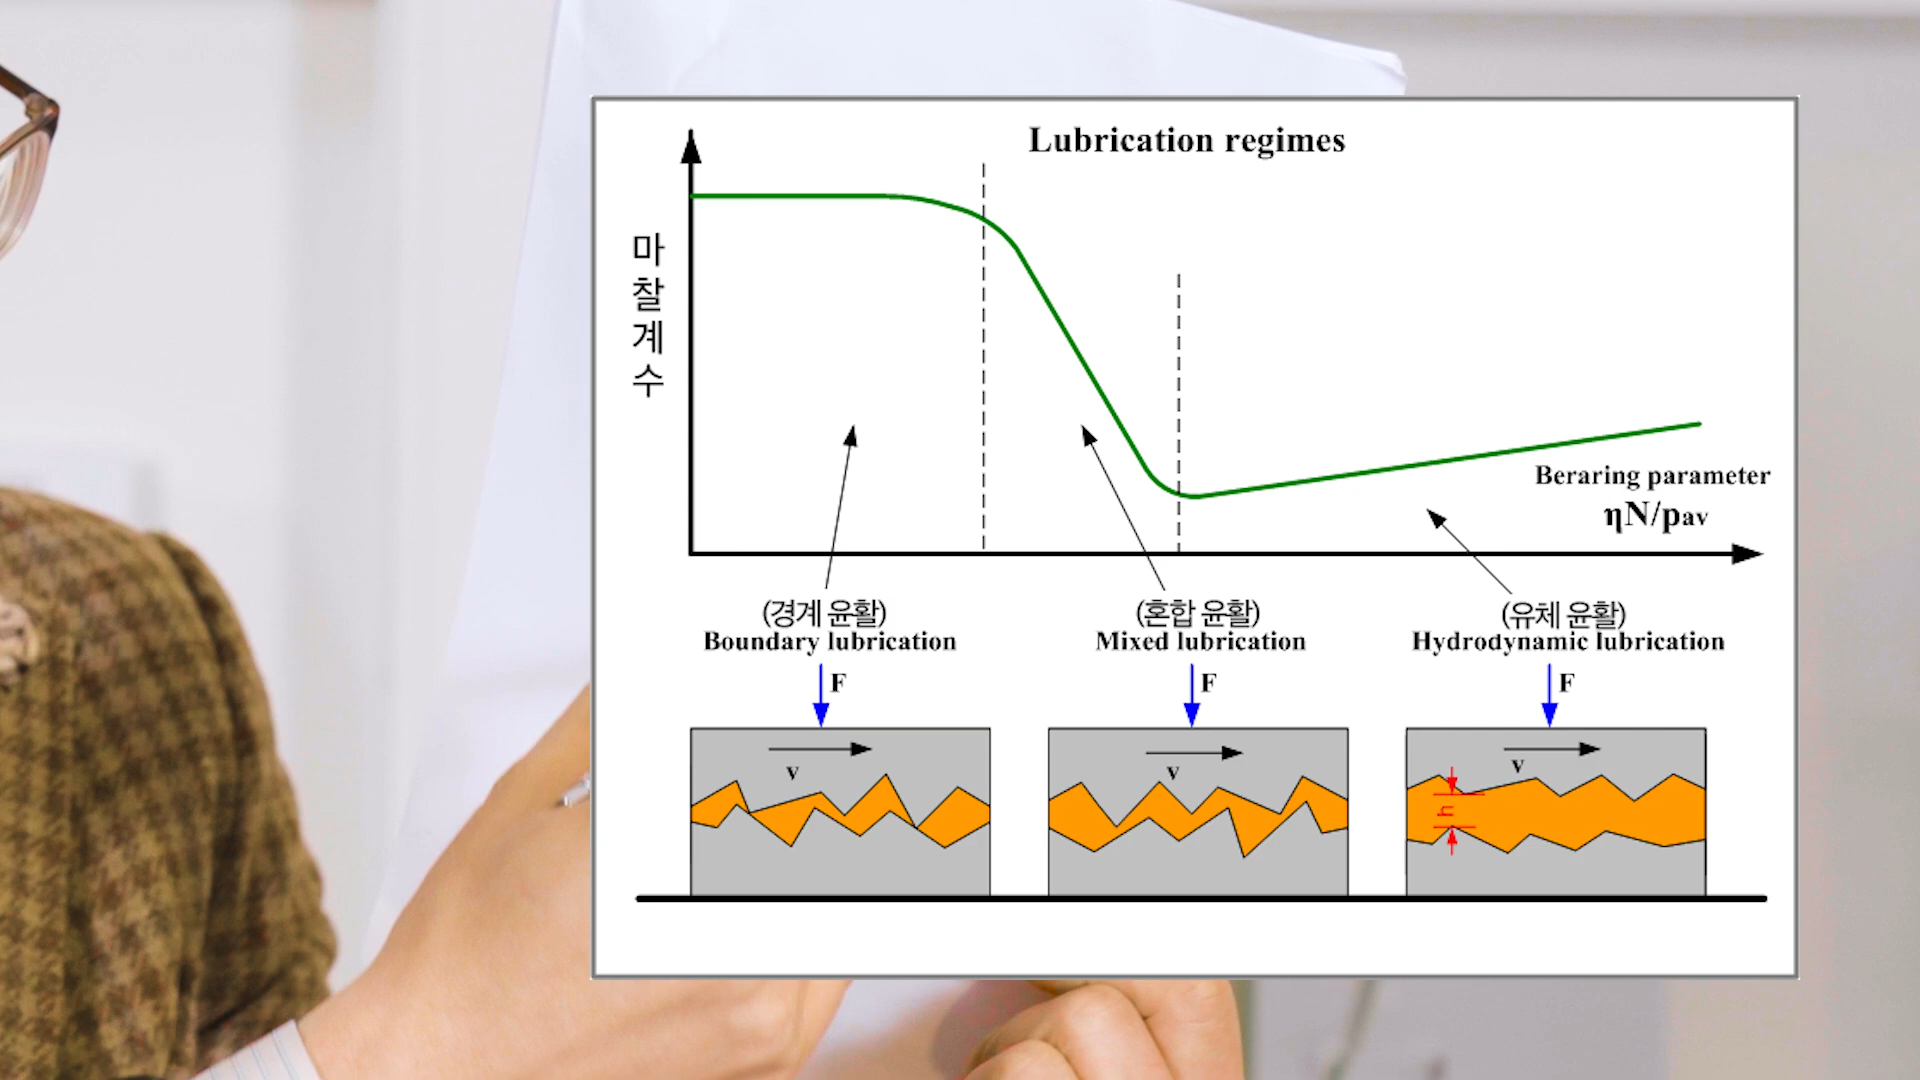 Lubrication regimes
마찰계수
Beraring parameter
ηN/pav
(경계 윤활)
Boundary lubrication
(혼합 윤활)
Mixed lubrication
(유체 윤활)
Hydrodynamic lubrication
F
F
F
v
v
v
h